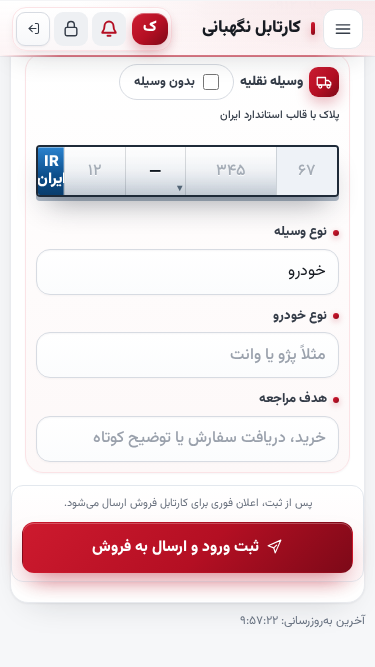 کارتابل نگهبانی
ک
وسیله نقلیه
بدون وسیله
پلاک با قالب استاندارد ایران
IR ۱۲ – ۳۴۵ ۶۷
ایران
نوع وسیله
خودرو
نوع خودرو
مثلاً پژو یا وانت
هدف مراجعه
خرید، دریافت سفارش یا توضیح کوتاه
پس از ثبت، اعلان فوری برای کارتابل فروش ارسال می‌شود.
ثبت ورود و ارسال به فروش
آخرین به‌روزرسانی: ۹:۵۷:۲۲